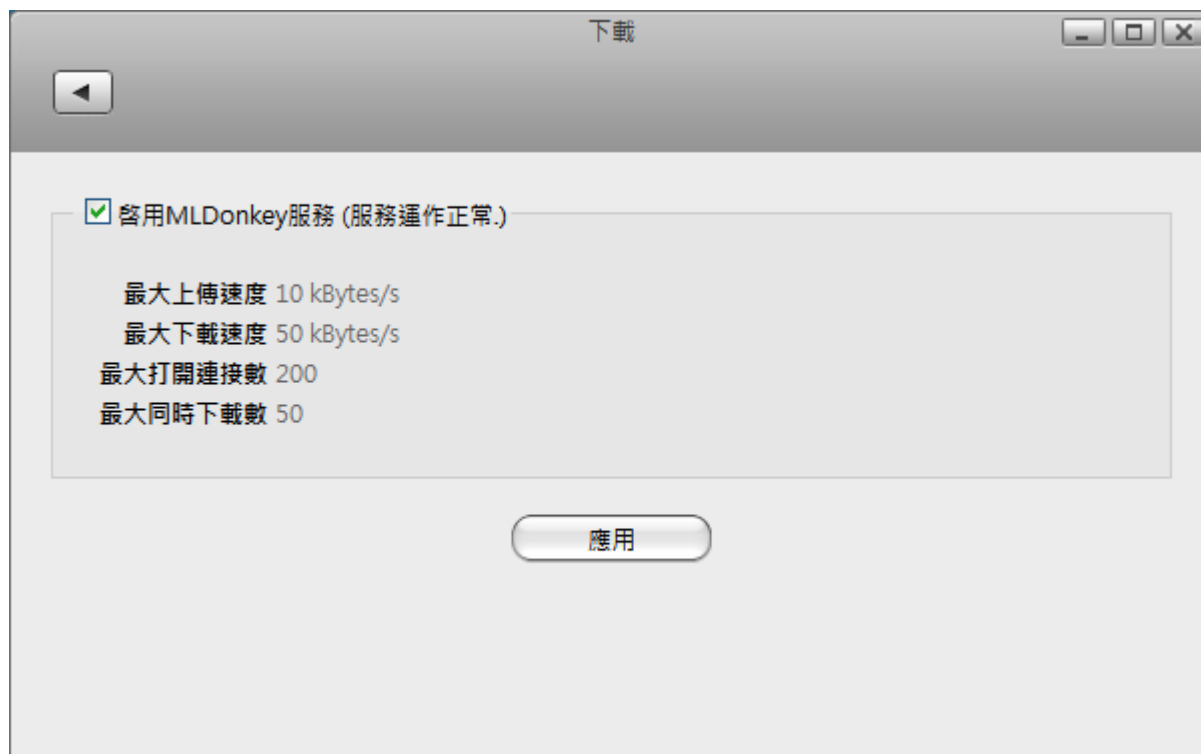 下載
啓用MLDonkey服務 (服務運作正常.)
最大上傳速度 10 kBytes/s
最大下載速度 50 kBytes/s
最大打開連接數 200
最大同時下載數 50
應用